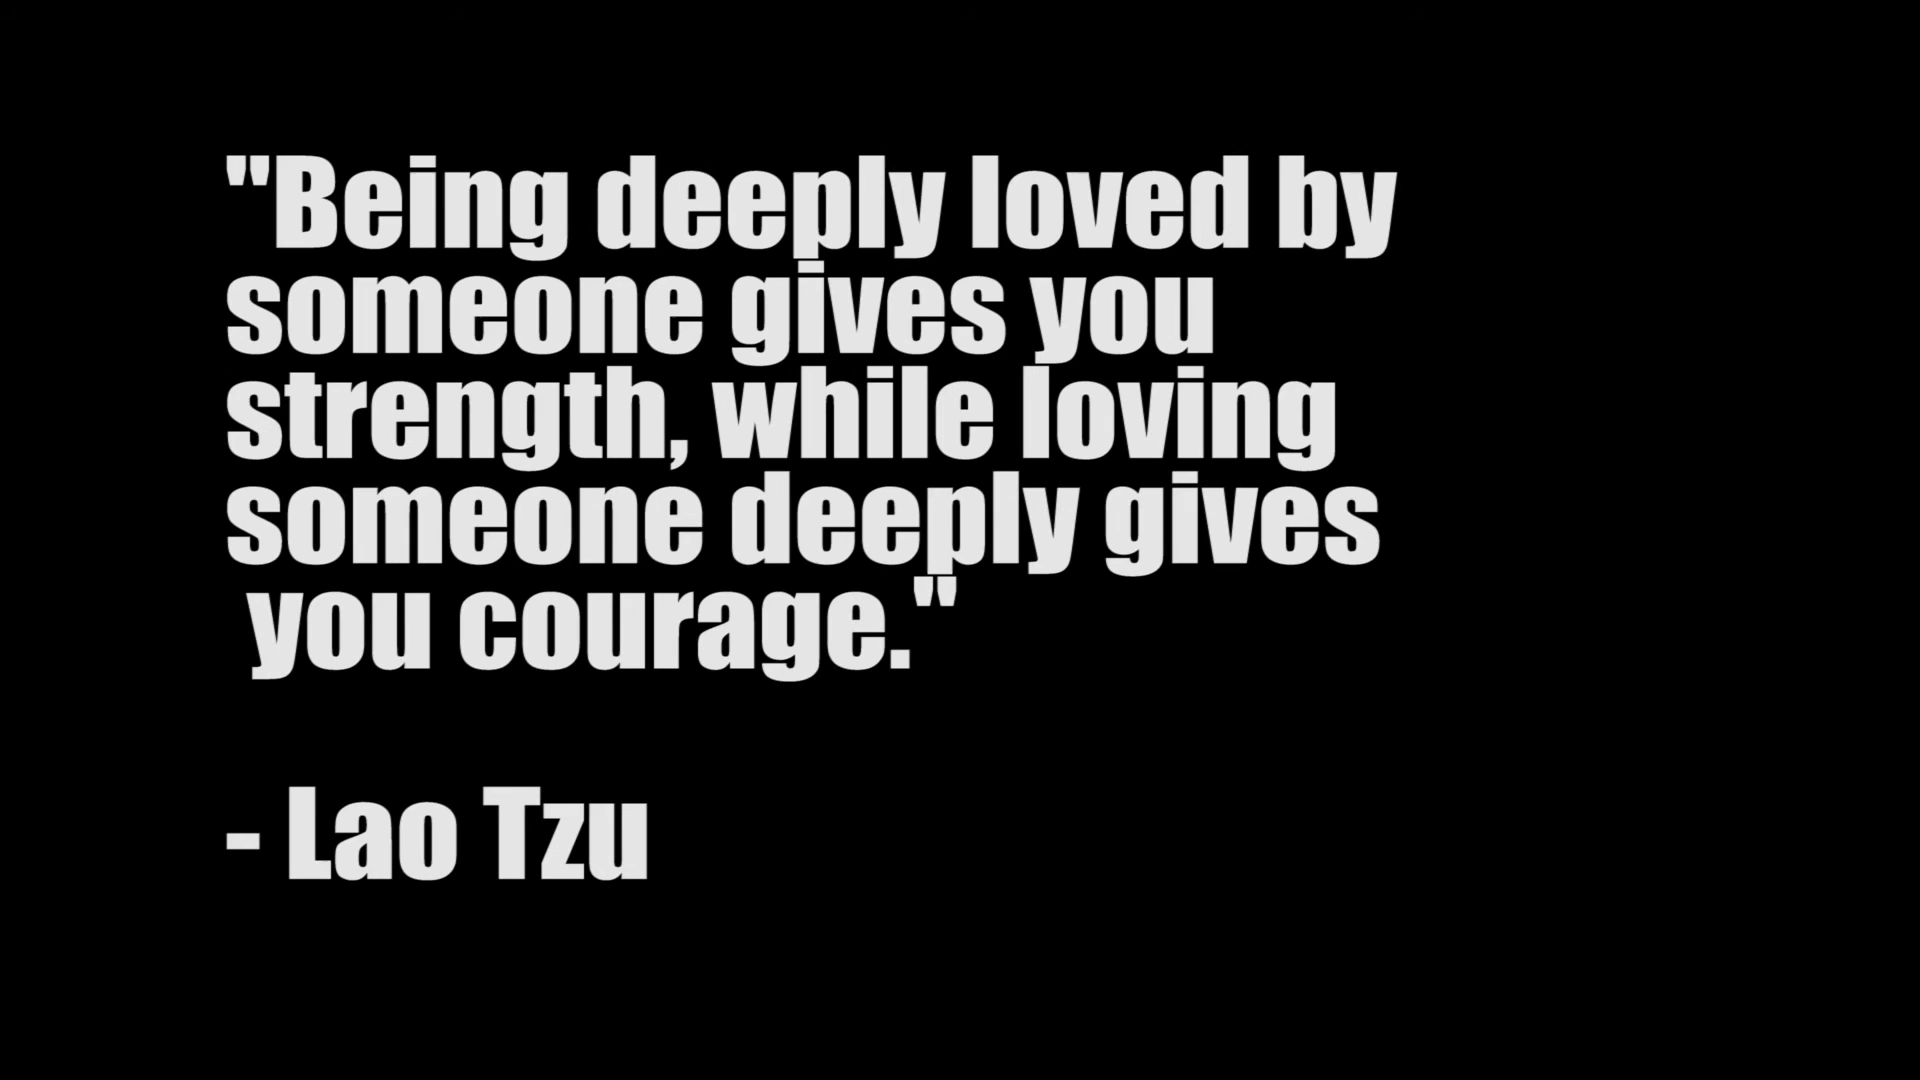 "Being deeply loved by
someone gives you
strength, while loving
someone deeply gives
you courage."
- Lao Tzu